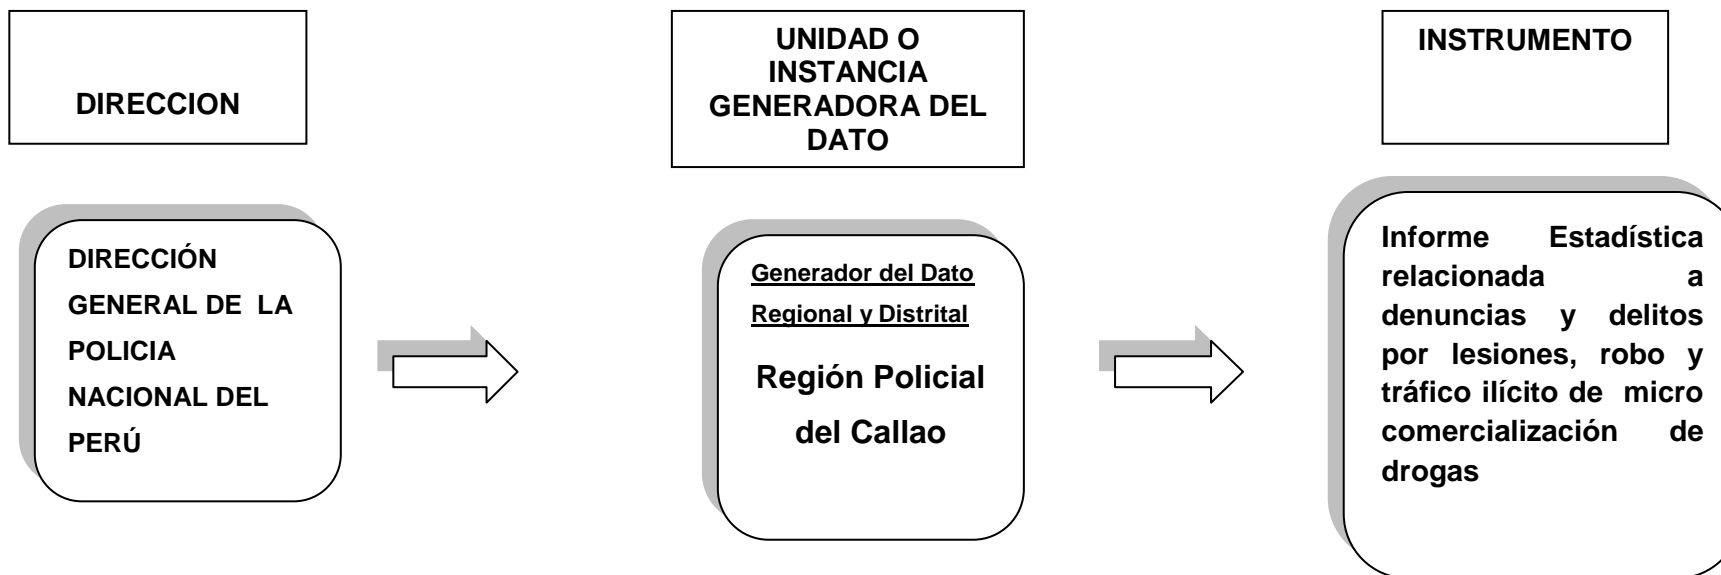 DIRECCION
UNIDAD O
INSTANCIA
GENERADORA DEL
DATO
INSTRUMENTO
DIRECCIÓN
GENERAL DE LA
POLICIA
NACIONAL DEL
PERÚ
Generador del Dato
Regional y Distrital
Región Policial
del Callao
Informe Estadística
relacionada a
denuncias y delitos
por lesiones, robo y
tráfico ilícito de micro
comercialización de
drogas